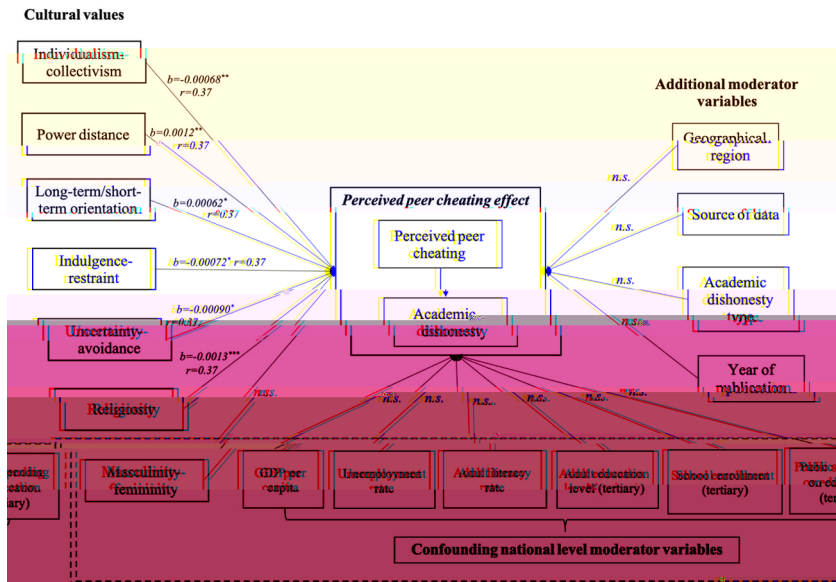 Cultural values
Individualism-
collectivism
b=-0.00068**
r=0.37
Power distance
b=0.0012**
r=0.37
Long-term/short-
term orientation
b=0.00062*
r=0.37
Indulgence-
restraint
b=-0.00072* r=0.37
Uncertainty-
avoidance
b=-0.00090*
r=0.37
b=-0.0013***
r=0.37
Religiosity
n.s.
Masculinity-
femininity
Perceived peer cheating effect
Perceived peer
cheating
Academic
dishonesty
Additional moderator
variables
Geographical
region
n.s.
Source of data
n.s.
Academic
dishonesty
type
n.s.
Year of
publication
n.s.
n.s.
n.s.
n.s.
n.s.
n.s.
GDP per
capita
Unemployment
rate
Adult literacy
rate
Adult education
level (tertiary)
School enrollment
(tertiary)
Confounding national level moderator variables